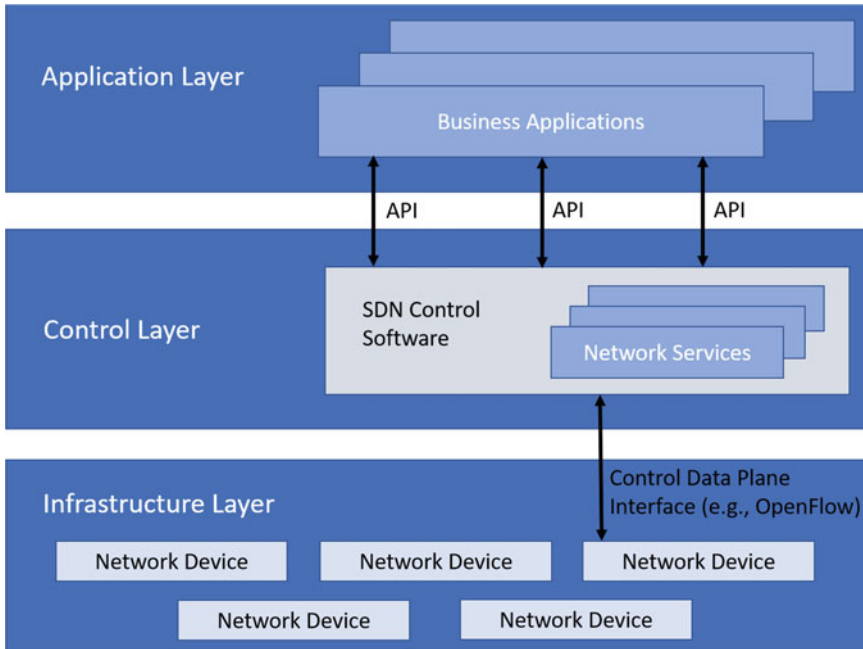 Application Layer
Business Applications
API
API
API
Control Layer
SDN Control
Software
Network Services
Control Data Plane
Interface (e.g., OpenFlow)
Infrastructure Layer
Network Device
Network Device
Network Device
Network Device
Network Device